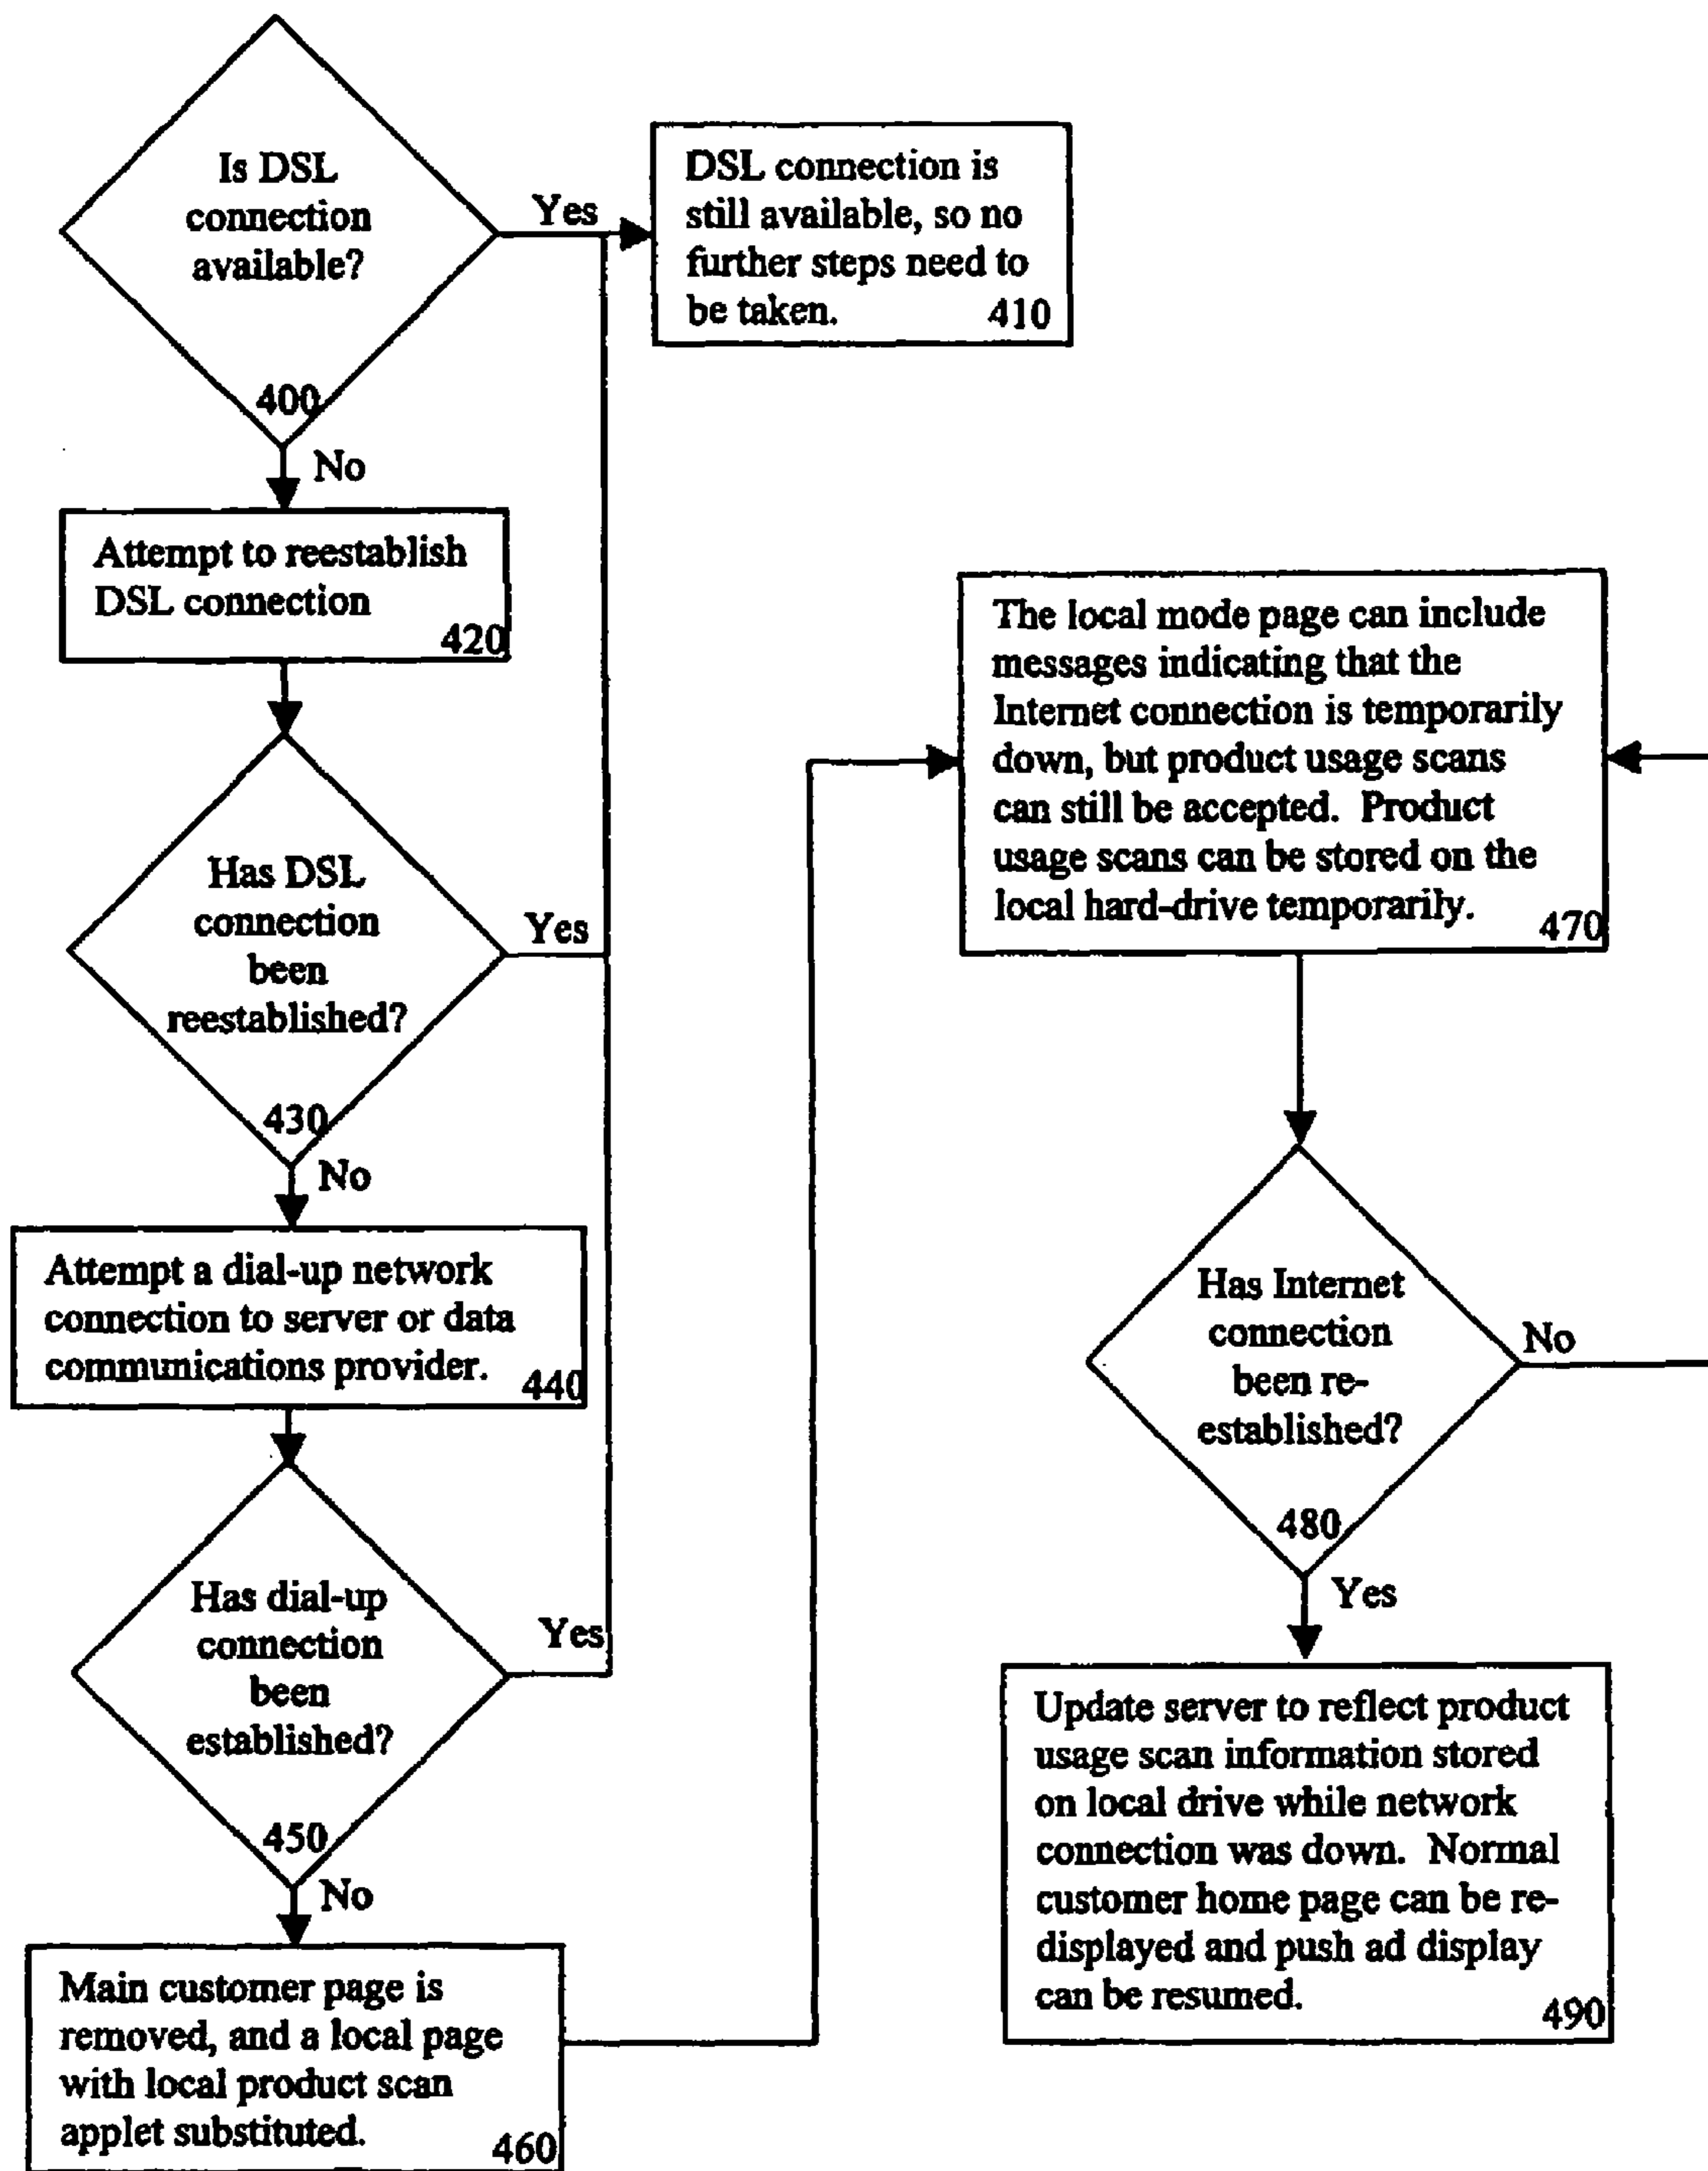 Is DSL
connection
available?
400
Yes
DSL connection is
still available, so no
further steps need to
be taken.
410
No
Attempt to reestablish
DSL connection
420
Has DSL
connection
been
reestablished?
430
Yes
No
Attempt a dial-up network
connection to server or data
communications provider.
440
Has dial-up
connection
been
established?
450
Yes
No
Main customer page is
removed, and a local page
with local product scan
applet substituted.
460
The local mode page can include
messages indicating that the
Internet connection is temporarily
down, but product usage scans
can still be accepted. Product
usage scans can be stored on the
local hard-drive temporarily.
470
Has Internet
connection
been re-
established?
480
No
Yes
Update server to reflect product
usage scan information stored
on local drive while network
connection was down. Normal
customer home page can be re-
displayed and push ad display
can be resumed.
490